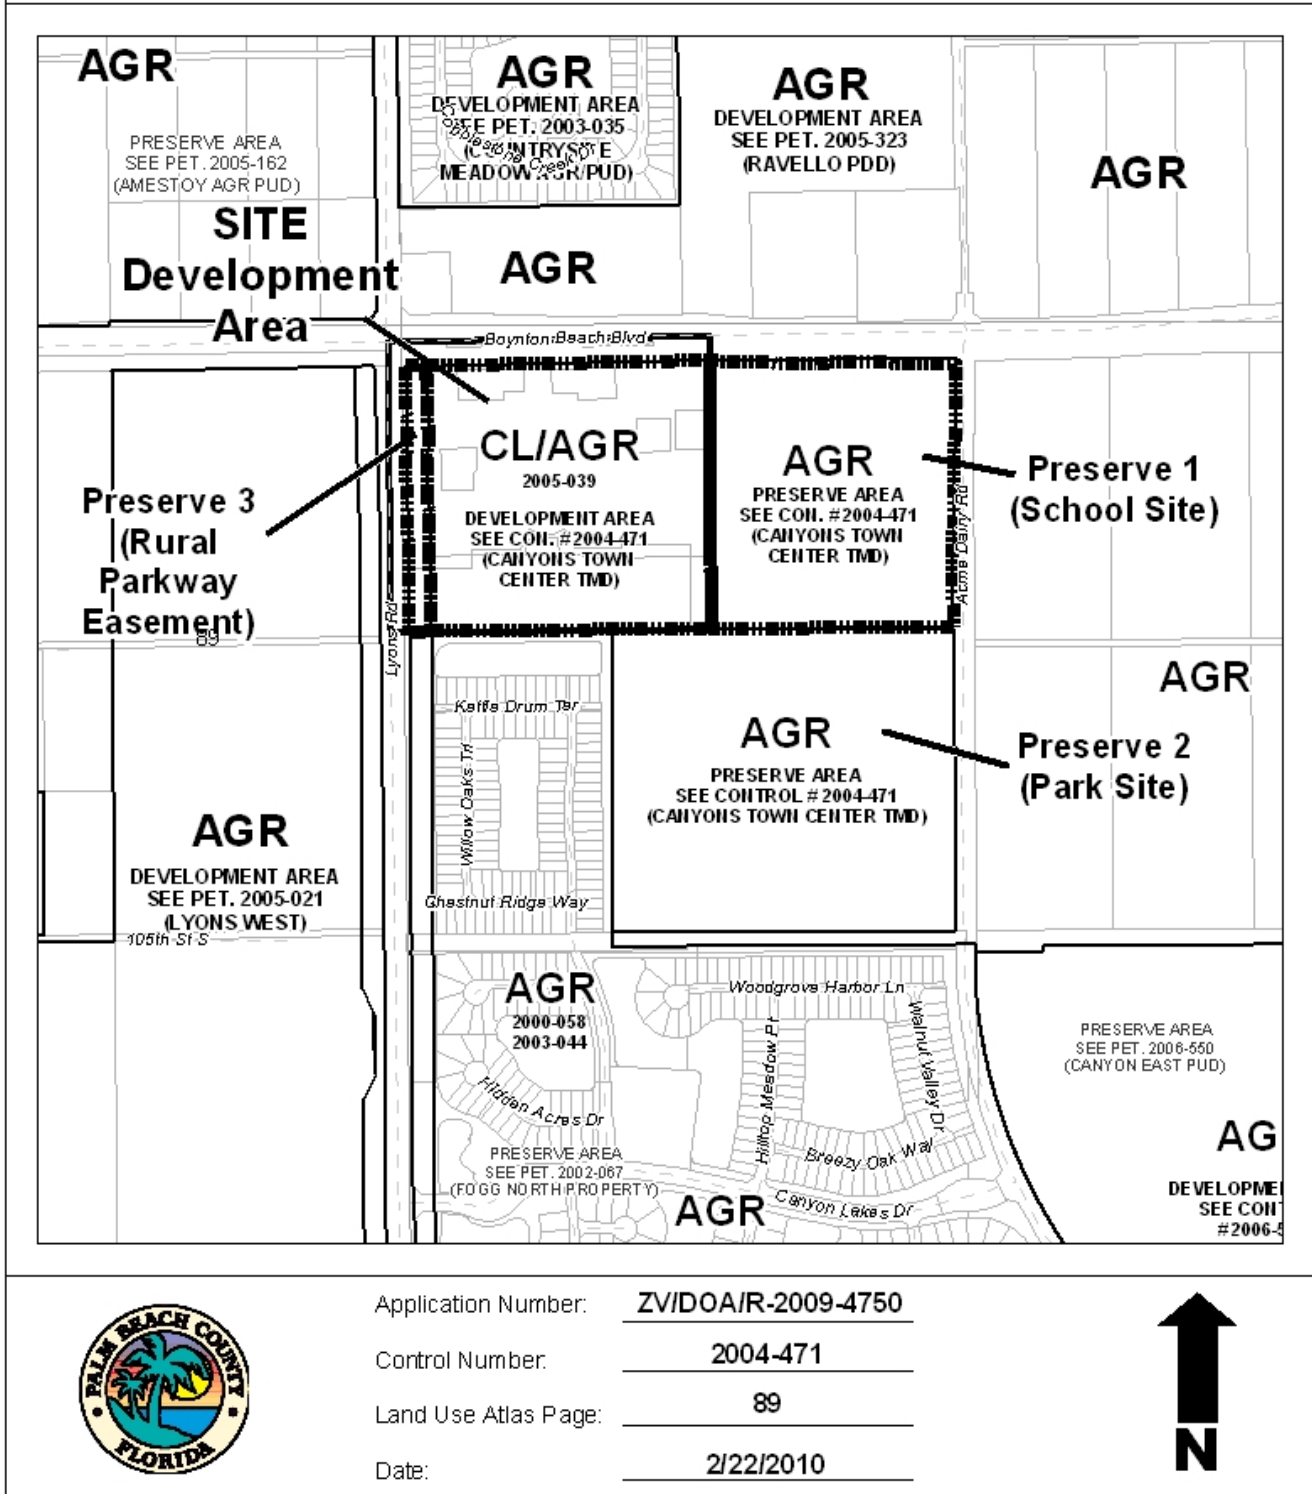 AGR
PRESERVE AREA
SEE PET. 2005-162
(AMESTOY AGR PUD)
AGR
DEVELOPMENT AREA
SEE PET. 2003-035
MEADOW AGR/PUD)
Cobblestone Creek Dr
AGR
DEVELOPMENT AREA
SEE PET. 2005-323
(RAVELLO PDD)
AGR
SITE
Development
Area
AGR
Boynton Beach Blvd
CL/AGR
2005-039
DEVELOPMENT AREA
SEE CON. #2004-471
(CANYONS TOWN
CENTER TMD)
AGR
PRESERVE AREA
SEE CON. #2004-471
(CANYONS TOWN
CENTER TMD)
Preserve 1
(School Site)
Acme Dairy Rd
Preserve 3
(Rural
Parkway
Easement)
89
Lyons Rd
AGR
Preserve 2
(Park Site)
AGR
PRESERVE AREA
SEE CONTROL # 2004-471
(CANYONS TOWN CENTER TMD)
Kettle Drum Ter
Willow Oaks Trl
Chestnut Ridge Way
AGR
DEVELOPMENT AREA
SEE PET. 2005-021
(LYONS WEST)
105th St S
AGR
2000-058
2003-044
Woodgrove Harbor Ln
Hilltop Meadow Pt
Walnut Valley Dr
Hidden Acres Dr
Breezy Oak Way
Canyon Lakes Dr
PRESERVE AREA
SEE PET. 2002-067
(FOGG NORTH PROPERTY)
AGR
PRESERVE AREA
SEE PET. 2006-550
(CANYON EAST PUD)
AG
DEVELOPME
SEE CON
#2006-5
PALM BEACH COUNTY
FLORIDA
Application Number: ZV/DOA/R-2009-4750
Control Number: 2004-471
Land Use Atlas Page: 89
Date: 2/22/2010
N